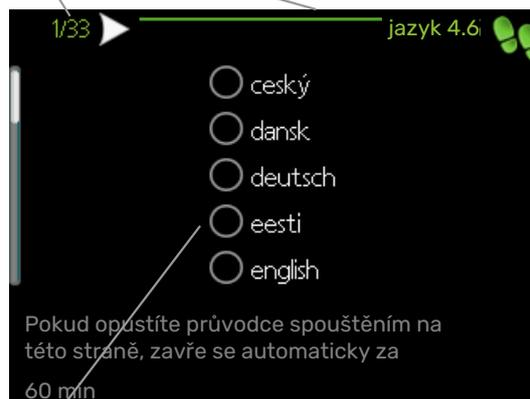 1/33
jazyk 4.6
ceský
dansk
deutsch
eesti
english
Pokud opustíte průvodce spouštěním na
této straně, zavře se automaticky za
60 min